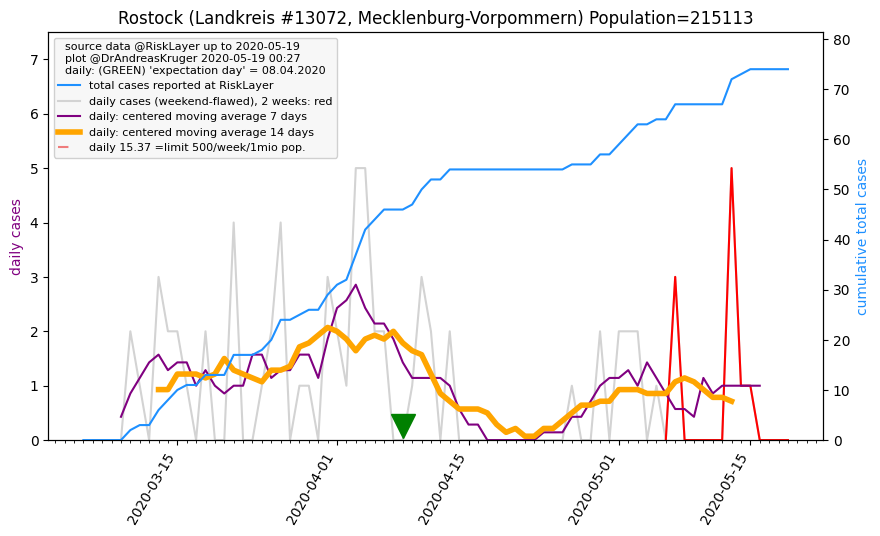 Rostock (Landkreis #13072, Mecklenburg-Vorpommern) Population=215113
source data @RiskLayer up to 2020-05-19
plot @DrAndreasKruger 2020-05-19 00:27
daily: (GREEN) 'expectation day' = 08.04.2020
total cases reported at RiskLayer
daily cases (weekend-flawed), 2 weeks: red
daily: centered moving average 7 days
daily: centered moving average 14 days
daily 15.37 =limit 500/week/1mio pop.
daily cases
7
6
5
4
3
2
1
0
cumulative total cases
80
70
60
50
40
30
20
10
0
2020-03-15
2020-04-01
2020-04-15
2020-05-01
2020-05-15